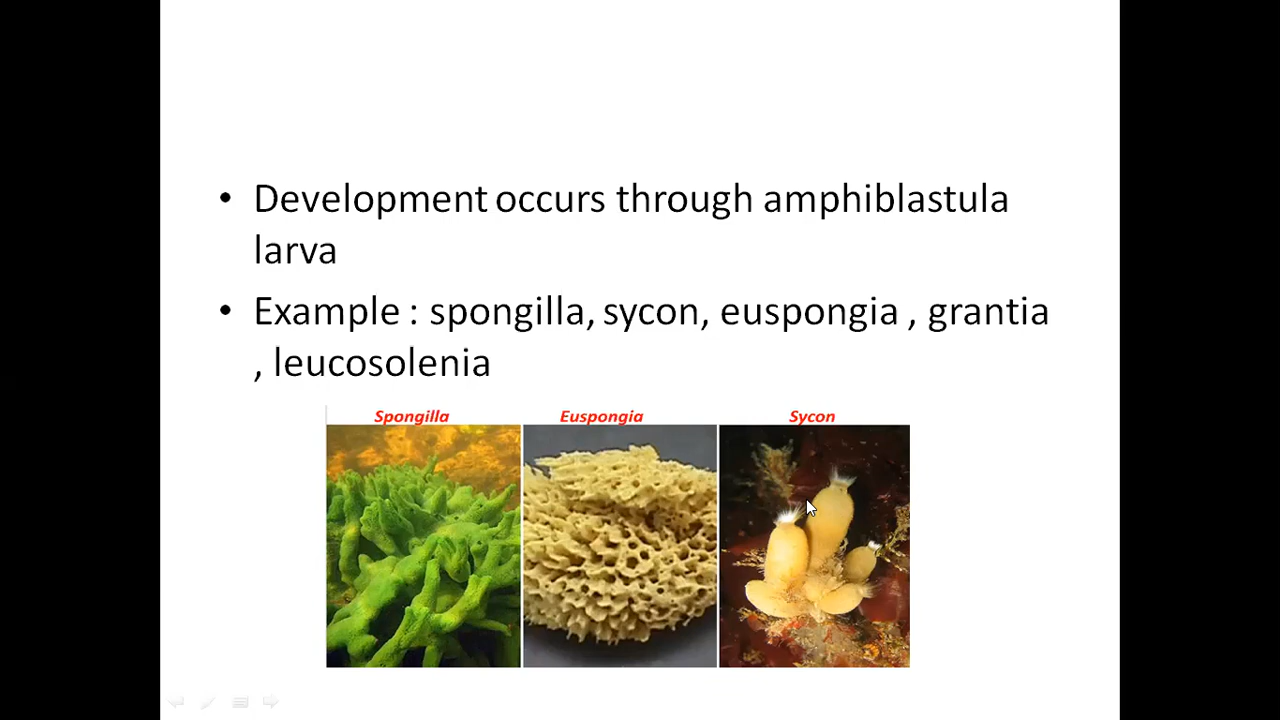 • Development occurs through amphiblastula
larva
• Example : spongilla, sycon, euspongia , grantia
, leucosolenia
Spongilla Euspongia Sycon